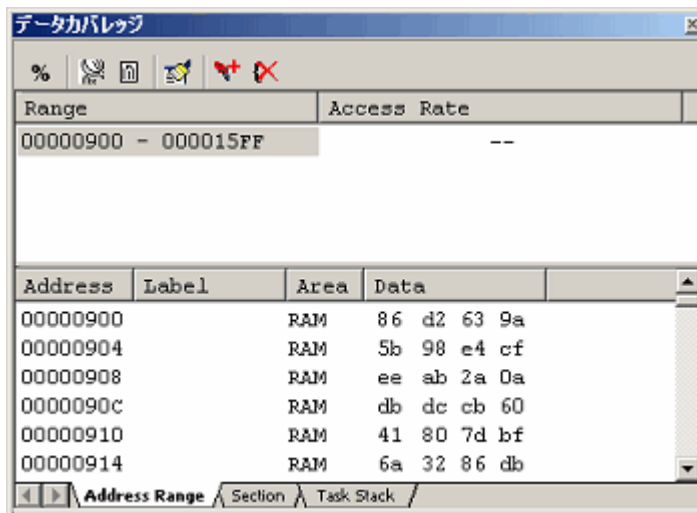 データカバレッジ
%
Range Access Rate
00000900 - 000015FF --
Address Label Area Data
00000900 RAM 86 d2 63 9a
00000904 RAM 5b 98 e4 cf
00000908 RAM ee ab 2a 0a
0000090C RAM db dc cb 60
00000910 RAM 41 80 7d bf
00000914 RAM 6a 32 86 db
Address Range Section Task Stack